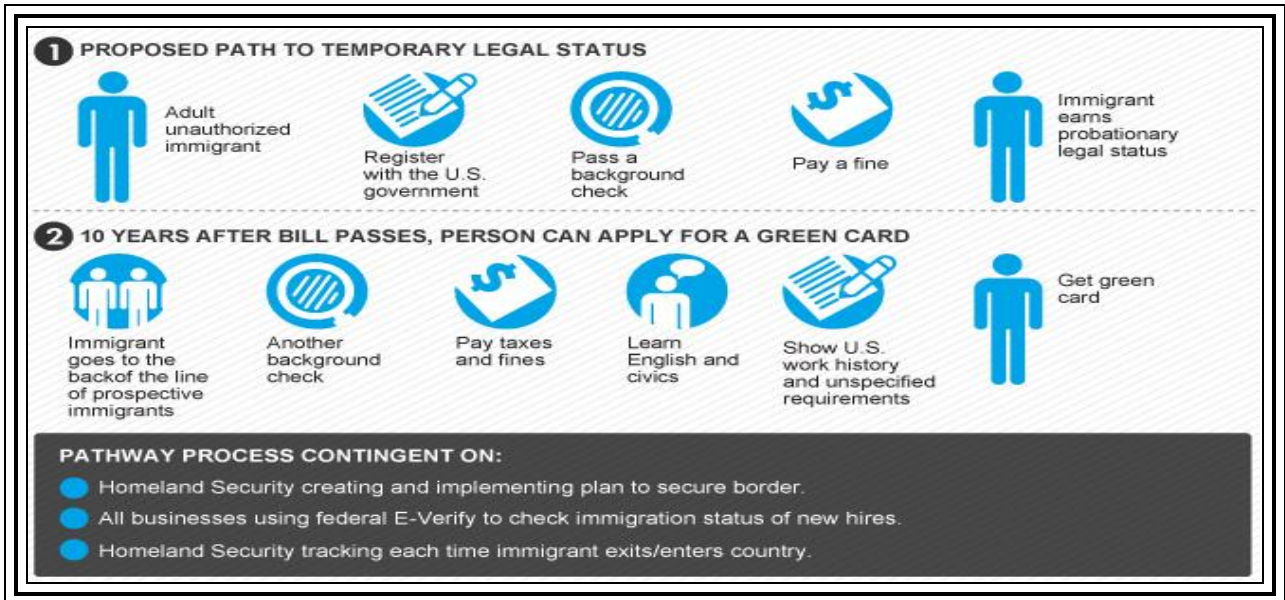 1 PROPOSED PATH TO TEMPORARY LEGAL STATUS
Adult
unauthorized
immigrant
Register
with the U.S.
government
Pass a
background
check
$
Pay a fine
Immigrant
earns
probationary
legal status
2 10 YEARS AFTER BILL PASSES, PERSON CAN APPLY FOR A GREEN CARD
Immigrant
goes to the
backof the line
of prospective
immigrants
Another
background
check
$
Pay taxes
and fines
Learn
English and
civics
Show U.S.
work history
and unspecified
requirements
Get green
card
PATHWAY PROCESS CONTINGENT ON:
Homeland Security creating and implementing plan to secure border.
All businesses using federal E-Verify to check immigration status of new hires.
Homeland Security tracking each time immigrant exits/enters country.